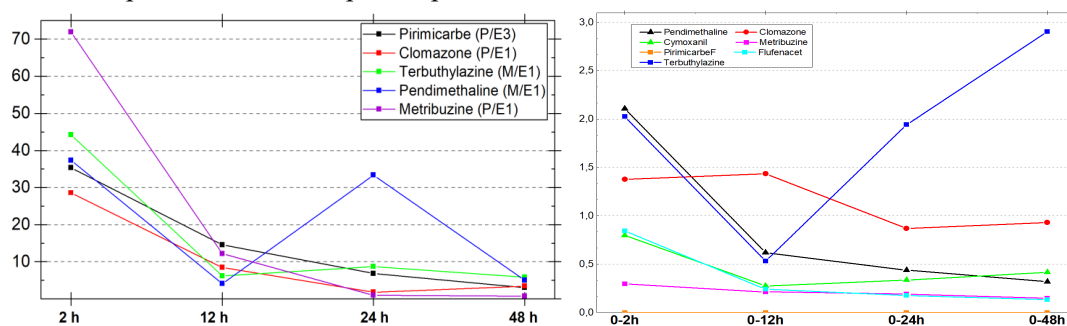 70
60
50
40
30
20
10
2 h 12 h 24 h 48 h
Pirimicarbe (P/E3)
Clomazone (P/E1)
Terbuthylazine (M/E1)
Pendimethaline (M/E1)
Metribuzine (P/E1)
3,0
2,5
2,0
1,5
1,0
0,5
0,0
0-2h 0-12h 0-24h 0-48h
Pendimethaline Clomazone
Cymoxanil Metribuzine
PirimicarbeF Flufenacet
Terbuthylazine